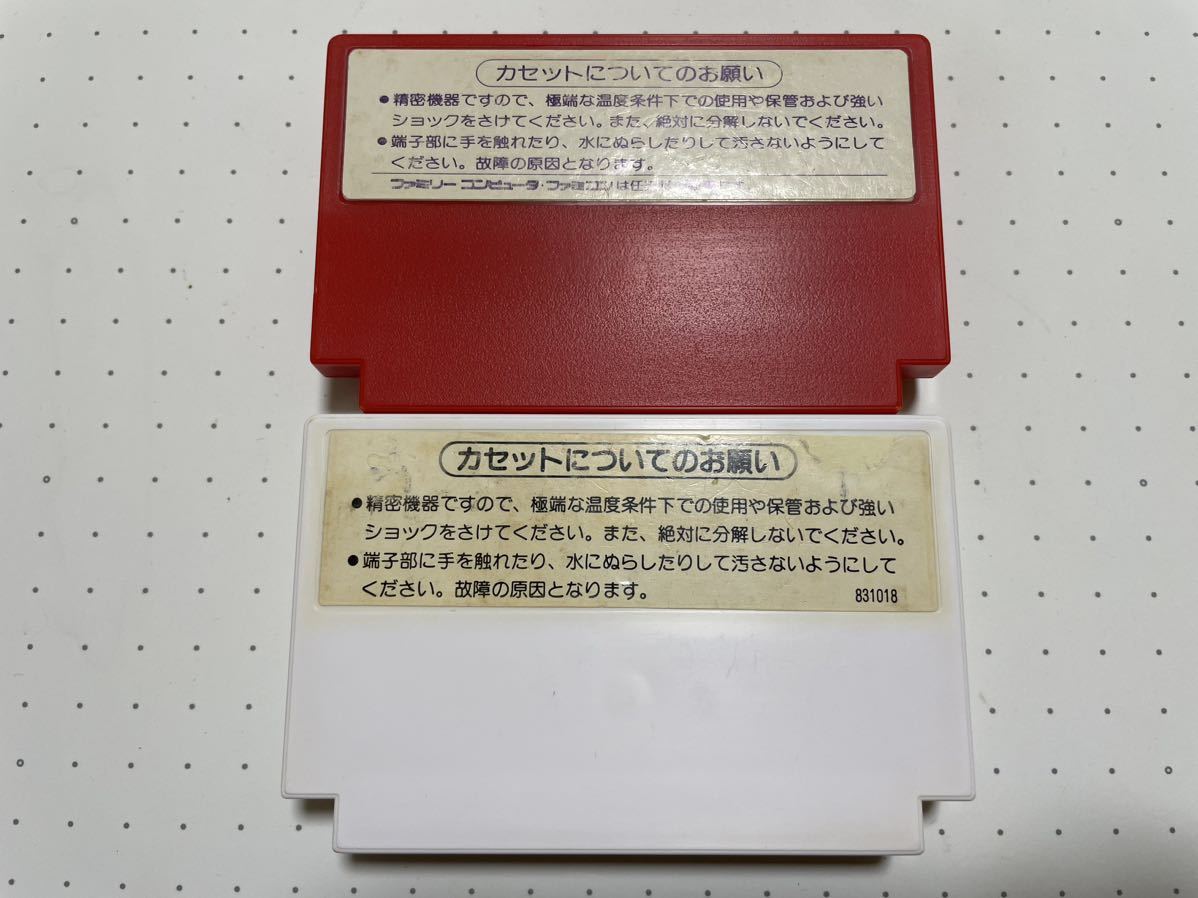 カセットについてのお願い
●精密機器ですので、極端な温度条件下での使用や保管および強い
ショックをさけてください。また、絶対に分解しないでください。
●端子部に手を触れたり、水にぬらしたりして汚さないようにして
ください。故障の原因となります。
ファミリーコンピュータ・ファミコンは任
カセットについてのお願い
●精密機器ですので、極端な温度条件下での使用や保管および強い
ショックをさけてください。また、絶対に分解しないでください。
●端子部に手を触れたり、水にぬらしたりして汚さないようにして
ください。故障の原因となります。
831018